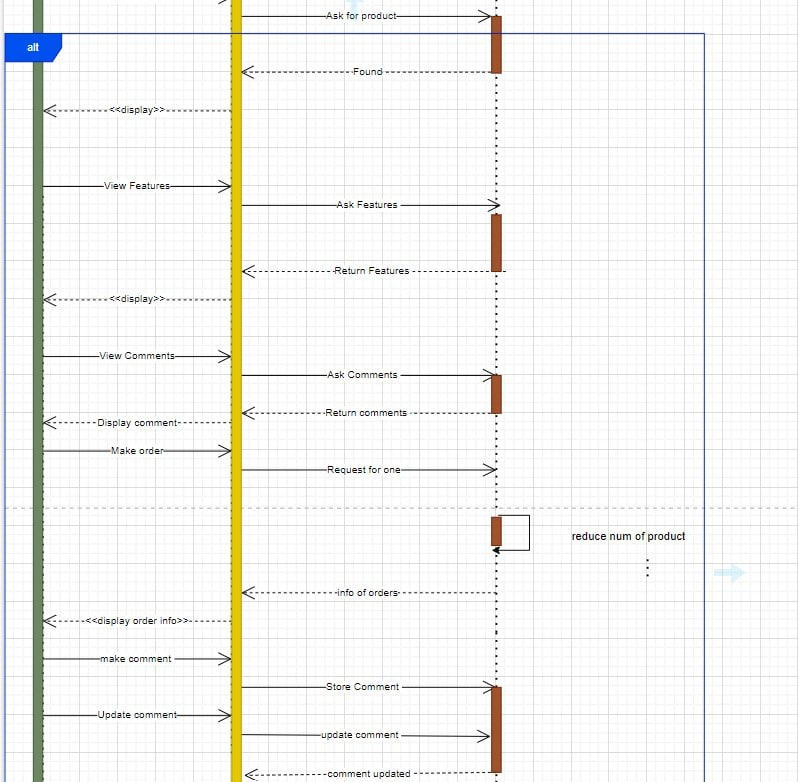 Ask for product
alt
Found
<<display>>
View Features
Ask Features
Return Features
<<display>>
View Comments
Ask Comments
Return comments
Display comment
Make order
Request for one
reduce num of product
info of orders
<<display order info>>
make comment
Store Comment
Update comment
update comment
comment updated